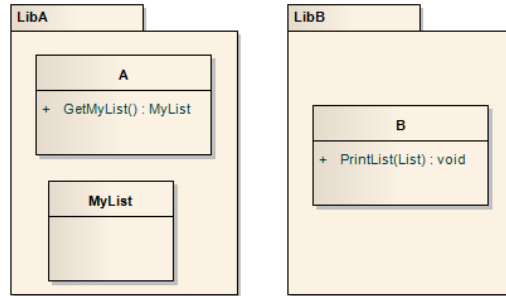 LibA
A
+ GetMyList() : MyList
MyList
LibB
B
+ PrintList(List) : void